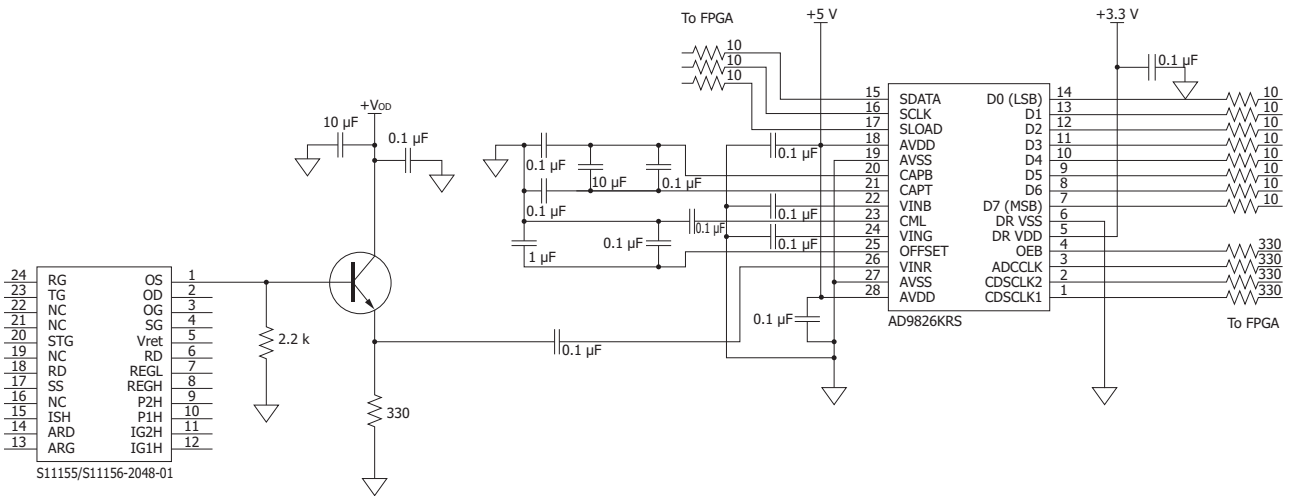 To FPGA
+5 V
+3.3 V
10
10
10
0.1 µF
+VOD
10 µF
0.1 µF
15 SDATA D0 (LSB) 14 10
16 SCLK D1 13 10
17 SLOAD D2 12 10
18 AVDD D3 11 10
19 AVSS D4 10 10
20 CAPB D5 9 10
21 CAPT D6 8 10
22 VINB D7 (MSB) 7 10
23 CML DR VSS 6
24 VING DR VDD 5
25 OFFSET OEB 4 330
26 VINR ADCCLK 3 330
27 AVSS CDSCLK2 2 330
28 AVDD CDSCLK1 1 330
AD9826KRS
To FPGA
0.1 µF
0.1 µF
10 µF
0.1 µF
0.1 µF
0.1 µF
0.1 µF
0.1 µF
0.1 µF
1 µF
0.1 µF
0.1 µF
24 RG OS 1
23 TG OD 2
22 NC OG 3
21 NC SG 4
20 STG Vret 5
19 NC RD 6
18 RD REGL 7
17 SS REGH 8
16 NC P2H 9
15 ISH P1H 10
14 ARD IG2H 11
13 ARG IG1H 12
S11155/S11156-2048-01
2.2 k
330